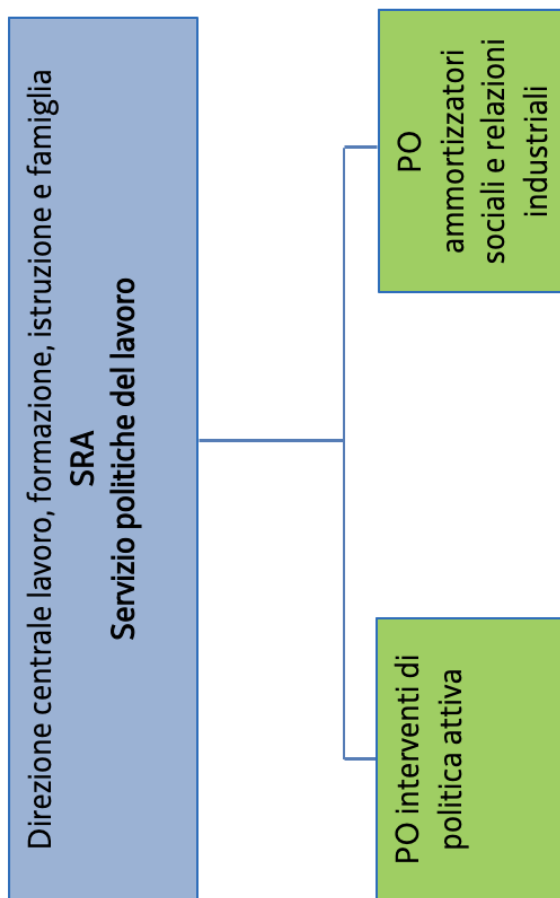 Direzione centrale lavoro, formazione, istruzione e famiglia
SRA
Servizio politiche del lavoro
PO interventi di
politica attiva
PO
ammortizzatori
sociali e relazioni
industriali